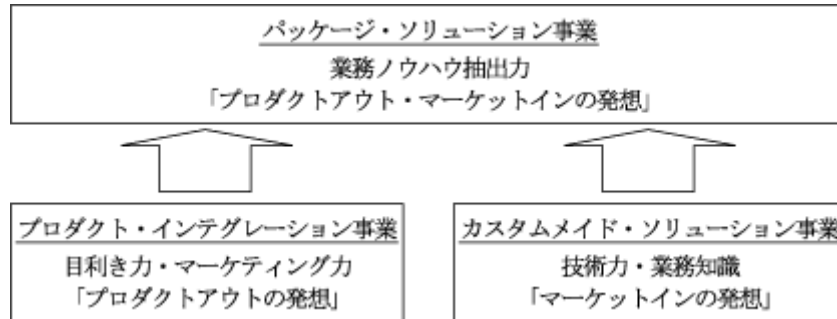 パッケージ・ソリューション事業
業務ノウハウ抽出力
「プロダクトアウト・マーケットインの発想」
プロダクト・インテグレーション事業
目利き力・マーケティング力
「プロダクトアウトの発想」
カスタムメイド・ソリューション事業
技術力・業務知識
「マーケットインの発想」